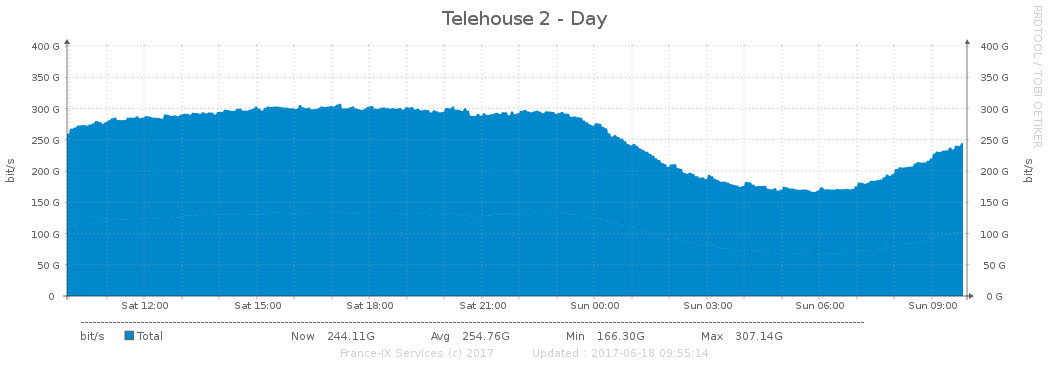 Telehouse 2 - Day
RRDTOOL / TOBI OETIKER
bit/s
400 G
350 G
300 G
250 G
200 G
150 G
100 G
50 G
0
400 G
350 G
300 G
250 G
200 G
150 G
100 G
50 G
0 G
bit/s
Sat 12:00 Sat 15:00 Sat 18:00 Sat 21:00 Sun 00:00 Sun 03:00 Sun 06:00 Sun 09:00
bit/s Total Now 244.11G Avg 254.76G Min 166.30G Max 307.14G
France-IX Services (c) 2017 Updated : 2017-06-18 09:55:14